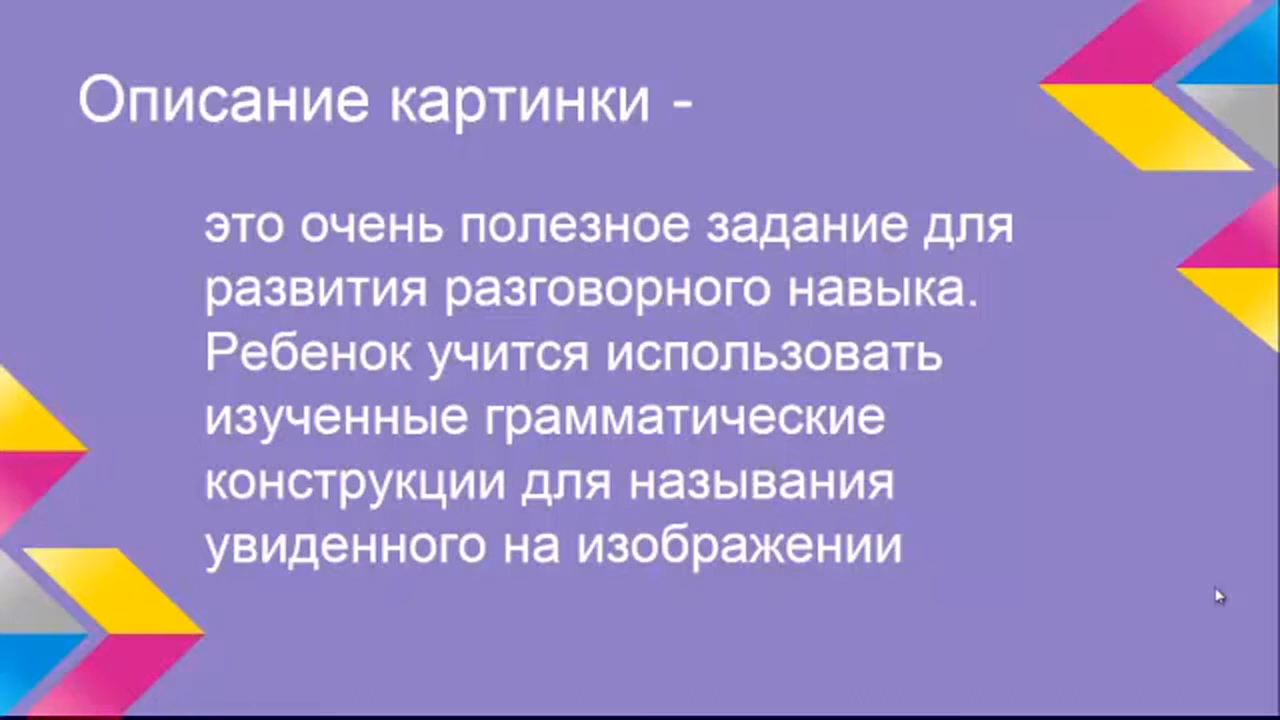 Описание картинки -
это очень полезное задание для
развития разговорного навыка.
Ребенок учится использовать
изученные грамматические
конструкции для называния
увиденного на изображении